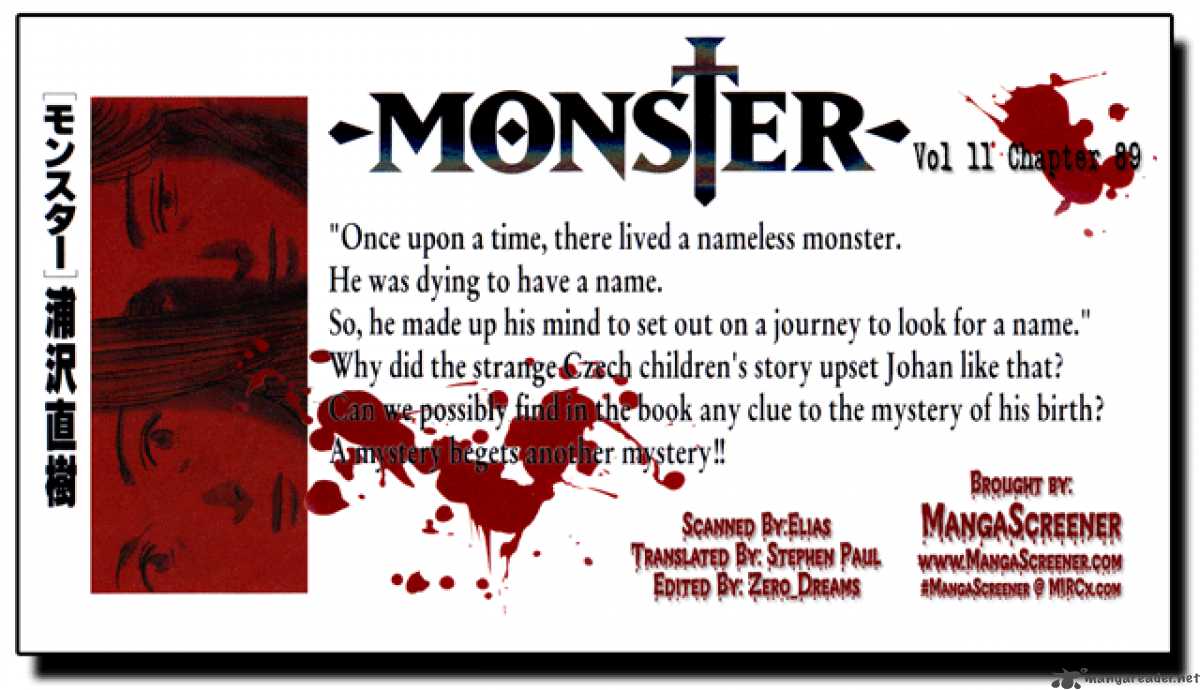 [モンスター] 浦沢直樹
-MONSTER-
Vol 11 Chapter 89
"Once upon a time, there lived a nameless monster.
He was dying to have a name.
So, he made up his mind to set out on a journey to look for a name."
Why did the strange Czech children's story upset Johan like that?
Can we possibly find in the book any clue to the mystery of his birth?
A mystery begets another mystery!!
Scanned By:Elias
Translated By: Stephen Paul
Edited By: Zero_Dreams
Brought by:
MangaScreener
www.MangaScreener.com
#MangaScreener @ MIRCx.com
mangareader.net